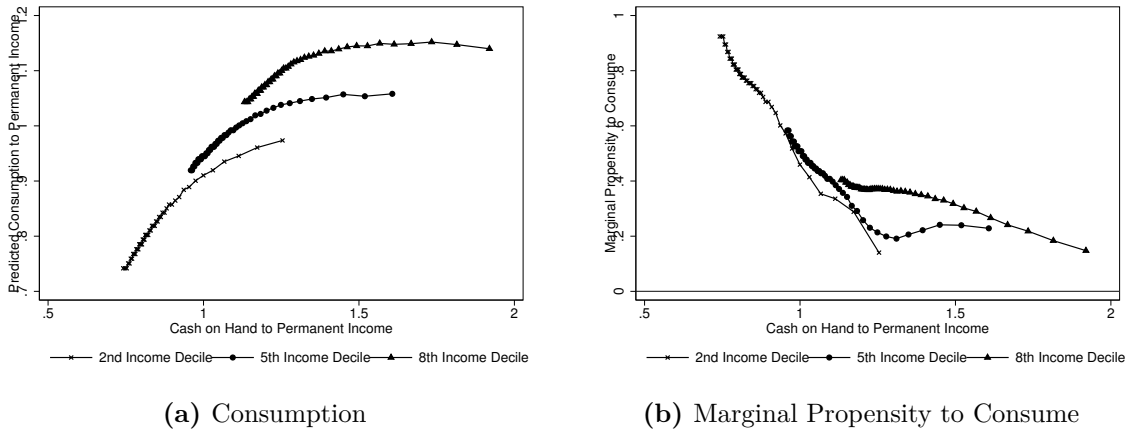 Predicted Consumption to Permanent Income
.7 .8 .9 1 1.1 1.2
.5 1 1.5 2
Cash on Hand to Permanent Income
2nd Income Decile 5th Income Decile 8th Income Decile
(a) Consumption
Marginal Propensity to Consume
0 .2 .4 .6 .8 1
.5 1 1.5 2
Cash on Hand to Permanent Income
2nd Income Decile 5th Income Decile 8th Income Decile
(b) Marginal Propensity to Consume